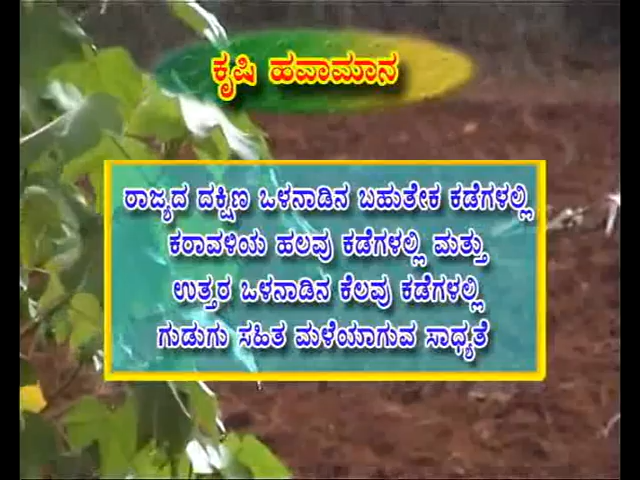 ಕೃಷಿ ಹವಾಮಾನ
ರಾಜ್ಯದ ದಕ್ಷಿಣ ಒಳನಾಡಿನ ಬಹುತೇಕ ಕಡೆಗಳಲ್ಲಿ
ಕರಾವಳಿಯ ಹಲವು ಕಡೆಗಳಲ್ಲಿ ಮತ್ತು
ಉತ್ತರ ಒಳನಾಡಿನ ಕೆಲವು ಕಡೆಗಳಲ್ಲಿ
ಗುಡುಗು ಸಹಿತ ಮಳೆಯಾಗುವ ಸಾಧ್ಯತೆ